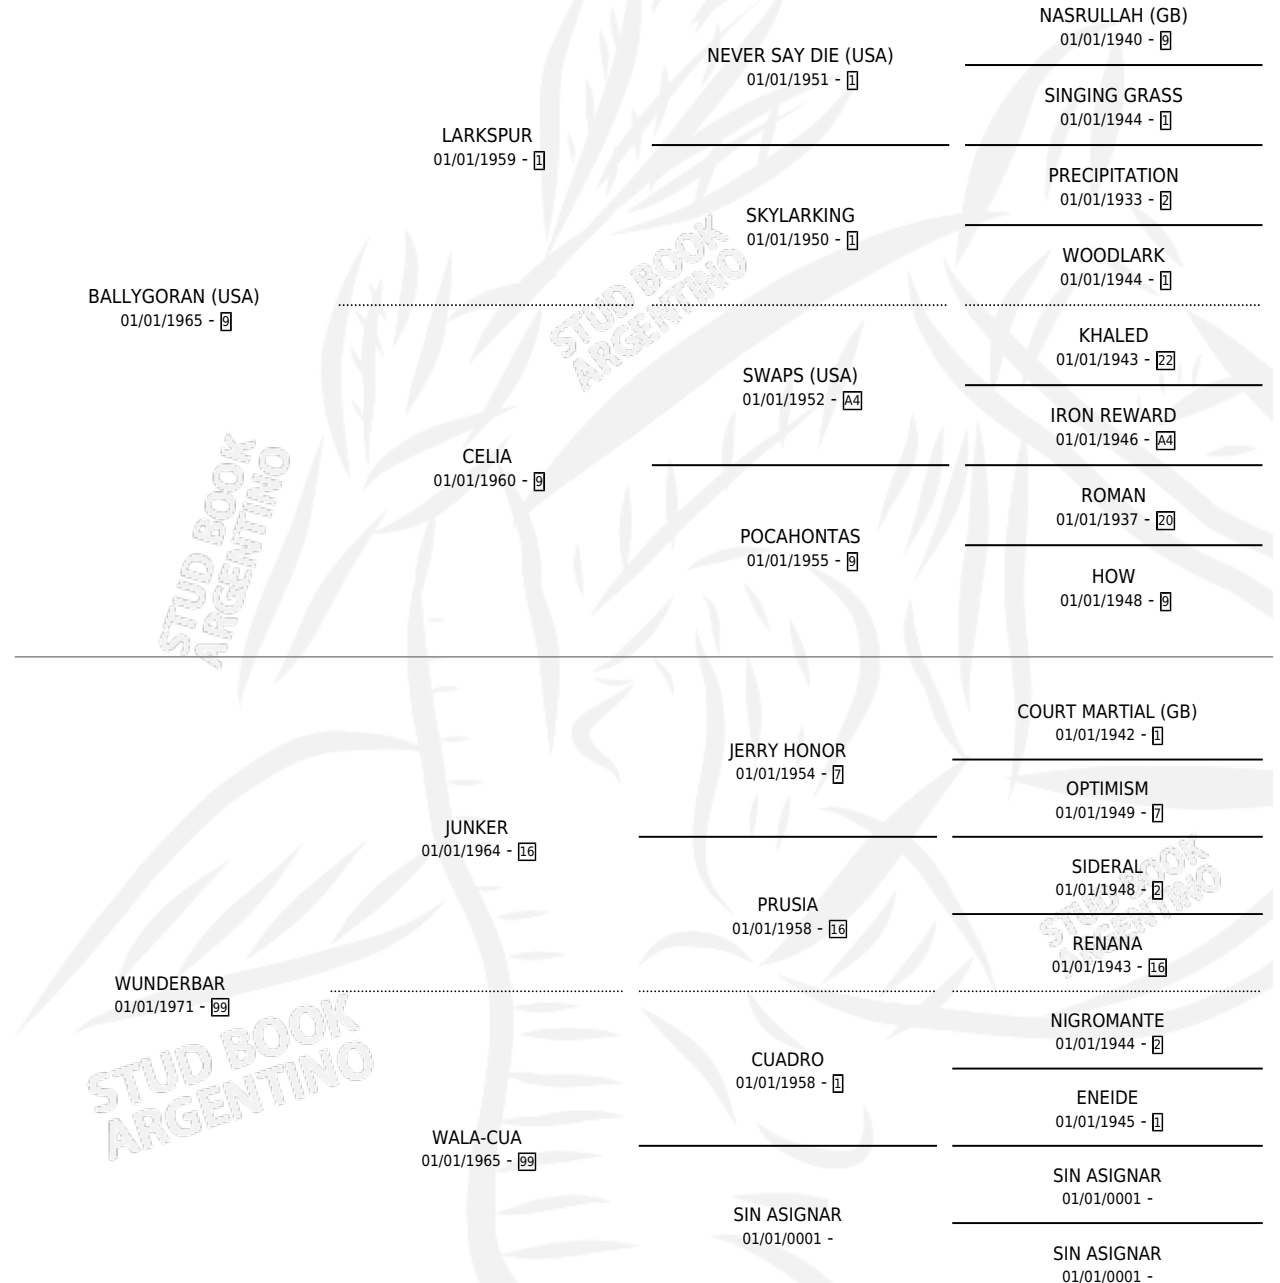 NASRULLAH (GB)
01/01/1940 - 9
NEVER SAY DIE (USA)
01/01/1951 - 1
SINGING GRASS
01/01/1944 - 1
LARKSPUR
01/01/1959 - 1
PRECIPITATION
01/01/1933 - 2
SKYLARKING
01/01/1950 - 1
WOODLARK
01/01/1944 - 1
BALLYGORAN (USA)
01/01/1965 - 9
KHALED
01/01/1943 - 22
SWAPS (USA)
01/01/1952 - A4
IRON REWARD
01/01/1946 - A4
CELIA
01/01/1960 - 9
ROMAN
01/01/1937 - 20
POCAHONTAS
01/01/1955 - 9
HOW
01/01/1948 - 9
STUD BOOK
ARGENTINO
STUD BOOK
ARGENTINO
COURT MARTIAL (GB)
01/01/1942 - 1
JERRY HONOR
01/01/1954 - 7
OPTIMISM
01/01/1949 - 7
JUNKER
01/01/1964 - 16
SIDERAL
01/01/1948 - 2
PRUSIA
01/01/1958 - 16
RENANA
01/01/1943 - 16
WUNDERBAR
01/01/1971 - 99
NIGROMANTE
01/01/1944 - 2
CUADRO
01/01/1958 - 1
ENEIDE
01/01/1945 - 1
WALA-CUA
01/01/1965 - 99
SIN ASIGNAR
01/01/0001 -
SIN ASIGNAR
01/01/0001 -
SIN ASIGNAR
01/01/0001 -
STUD BOOK
ARGENTINO
STUD BOOK
ARGENTINO